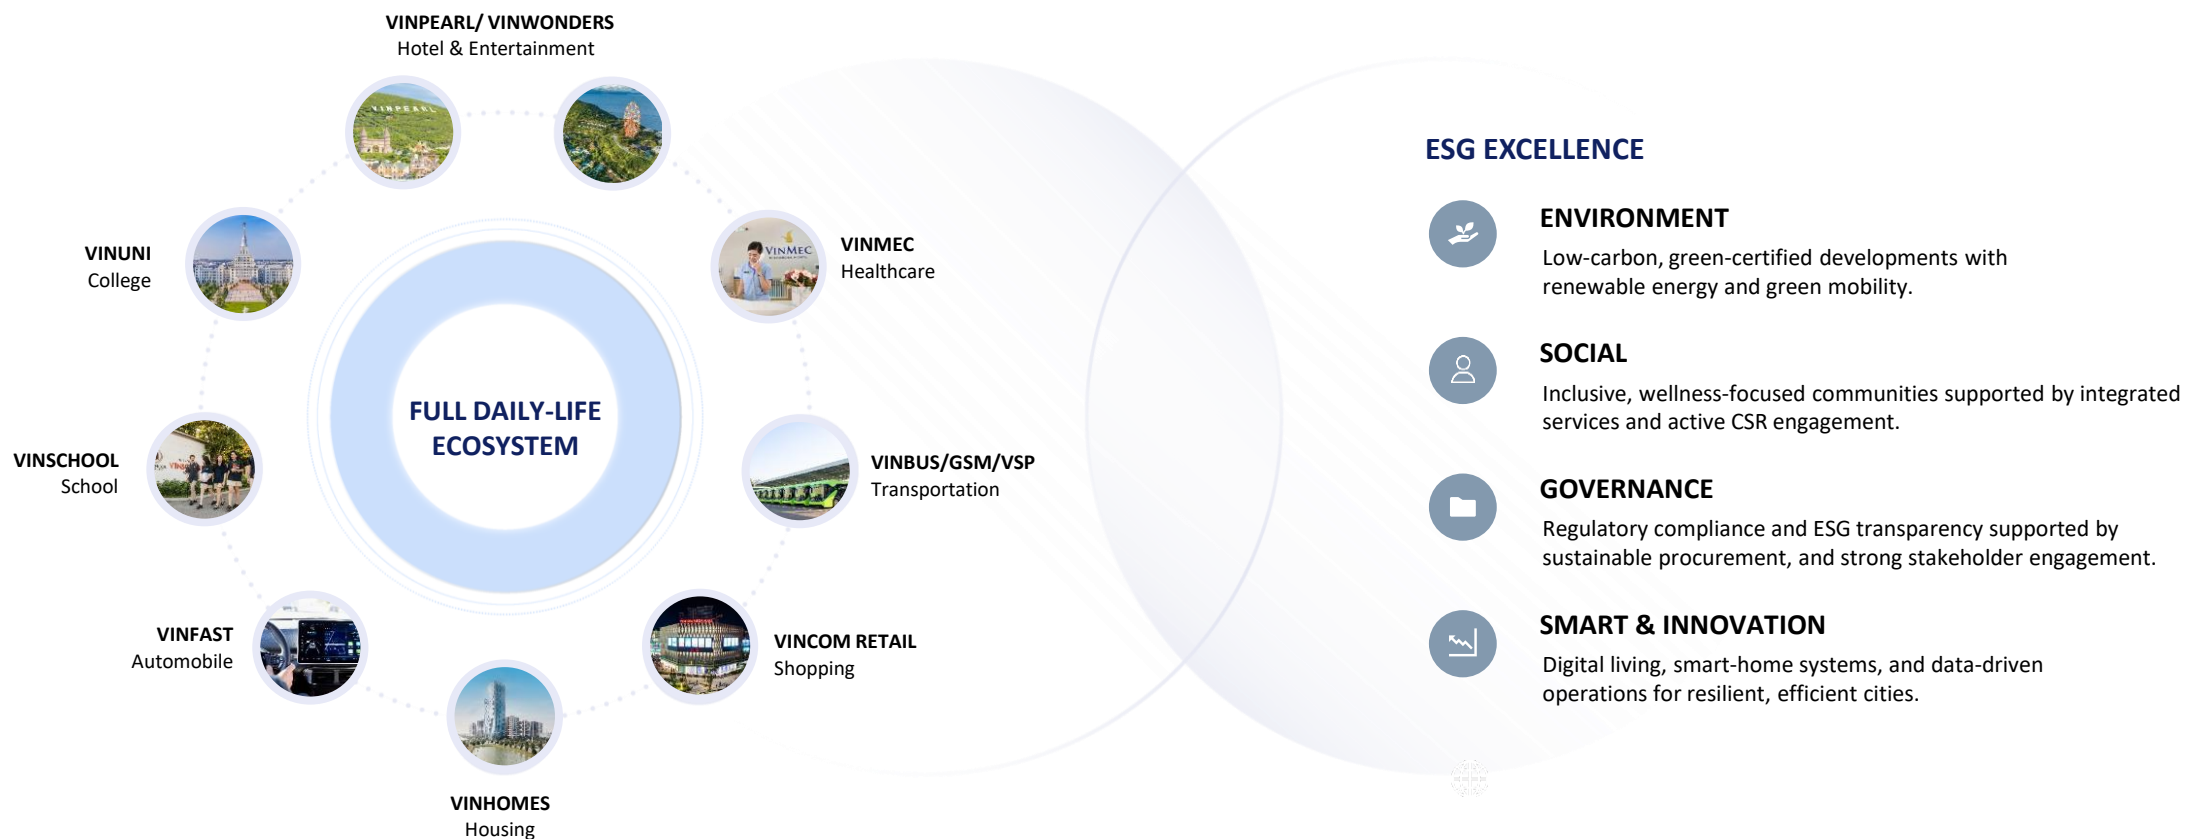 VINPEARL/ VINWONDERS
Hotel & Entertainment
VINPEARL
VINUNI
College
VINMEC
VINMEC
Healthcare
FULL DAILY-LIFE
ECOSYSTEM
VINSCHOOL
School
VINBUS/GSM/VSP
Transportation
VINFAST
Automobile
VINCOM RETAIL
Shopping
VINHOMES
Housing
ESG EXCELLENCE
ENVIRONMENT
Low-carbon, green-certified developments with
renewable energy and green mobility.
SOCIAL
Inclusive, wellness-focused communities supported by integrated
services and active CSR engagement.
GOVERNANCE
Regulatory compliance and ESG transparency supported by
sustainable procurement, and strong stakeholder engagement.
SMART & INNOVATION
Digital living, smart-home systems, and data-driven
operations for resilient, efficient cities.